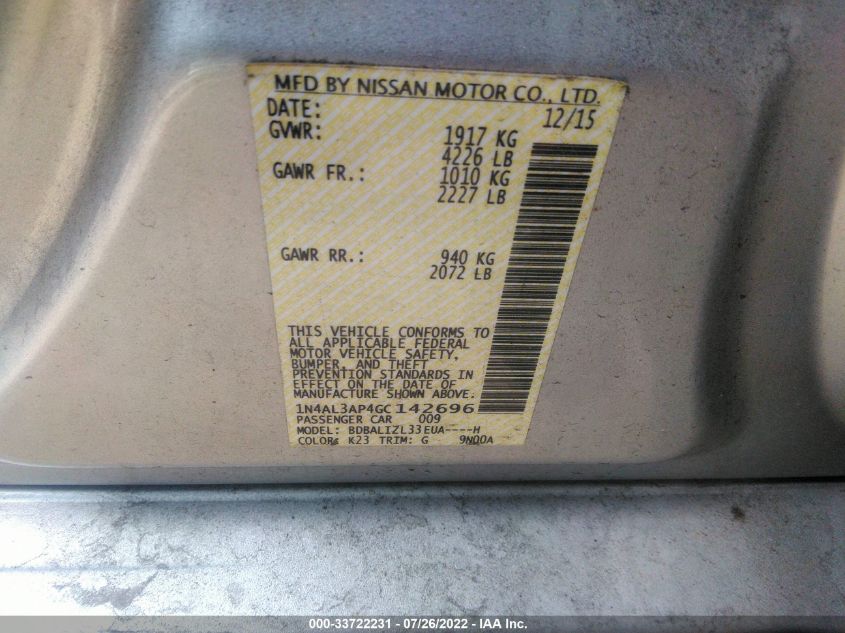 MFD BY NISSAN MOTOR CO., LTD.
DATE: 12/15
GVWR: 1917 KG
4226 LB
GAWR FR.: 1010 KG
2227 LB
GAWR RR.: 940 KG
2072 LB
THIS VEHICLE CONFORMS TO
ALL APPLICABLE FEDERAL
MOTOR VEHICLE SAFETY,
BUMPER, AND THEFT
PREVENTION STANDARDS IN
EFFECT ON THE DATE OF
MANUFACTURE SHOWN ABOVE.
1N4AL3AP4GC142696
PASSENGER CAR 009
MODEL: BDBALIZL33EUA----H
COLOR: K23 TRIM: G 9N00A
000-33722231 - 07/26/2022 - IAA Inc.